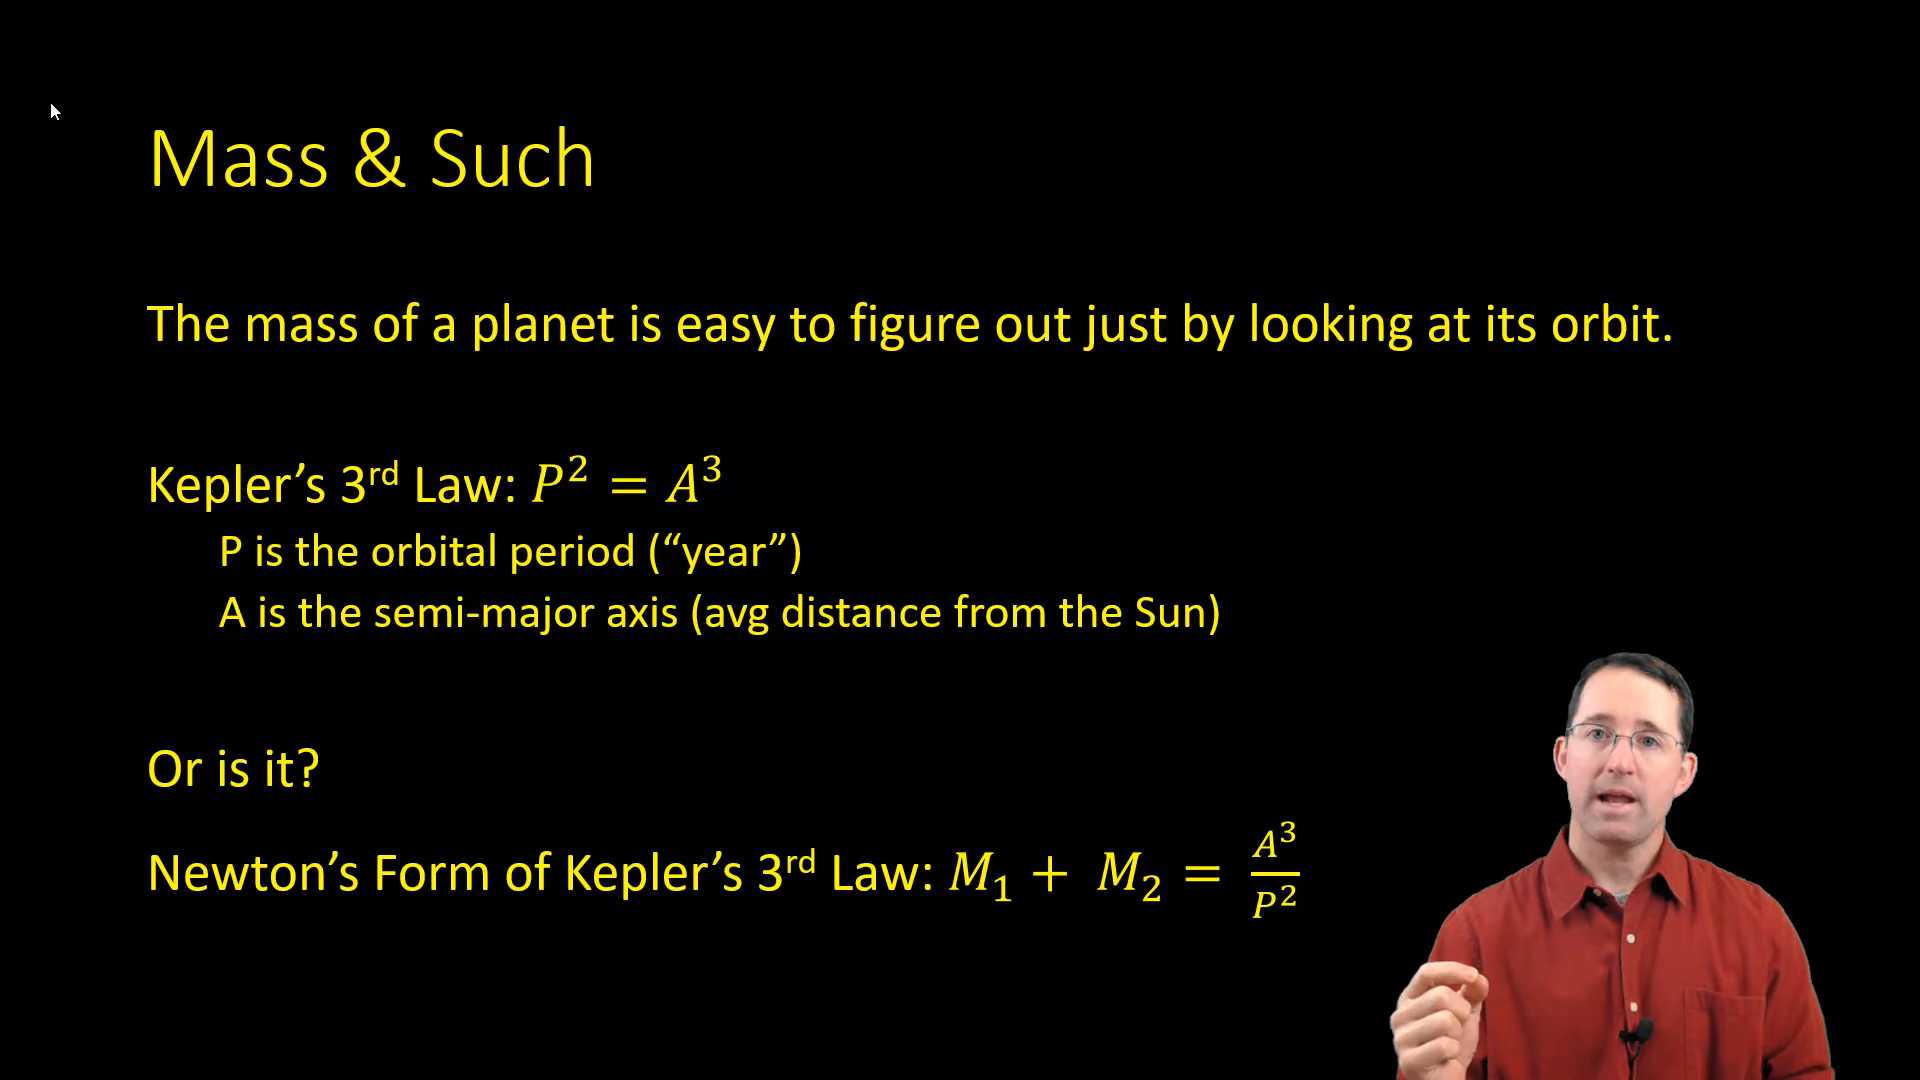 Mass & Such
The mass of a planet is easy to figure out just by looking at its orbit.
Kepler’s 3rd Law: P² = A³
P is the orbital period (“year”)
A is the semi-major axis (avg distance from the Sun)
Or is it?
Newton’s Form of Kepler’s 3rd Law: M₁ + M₂ = A³/P²